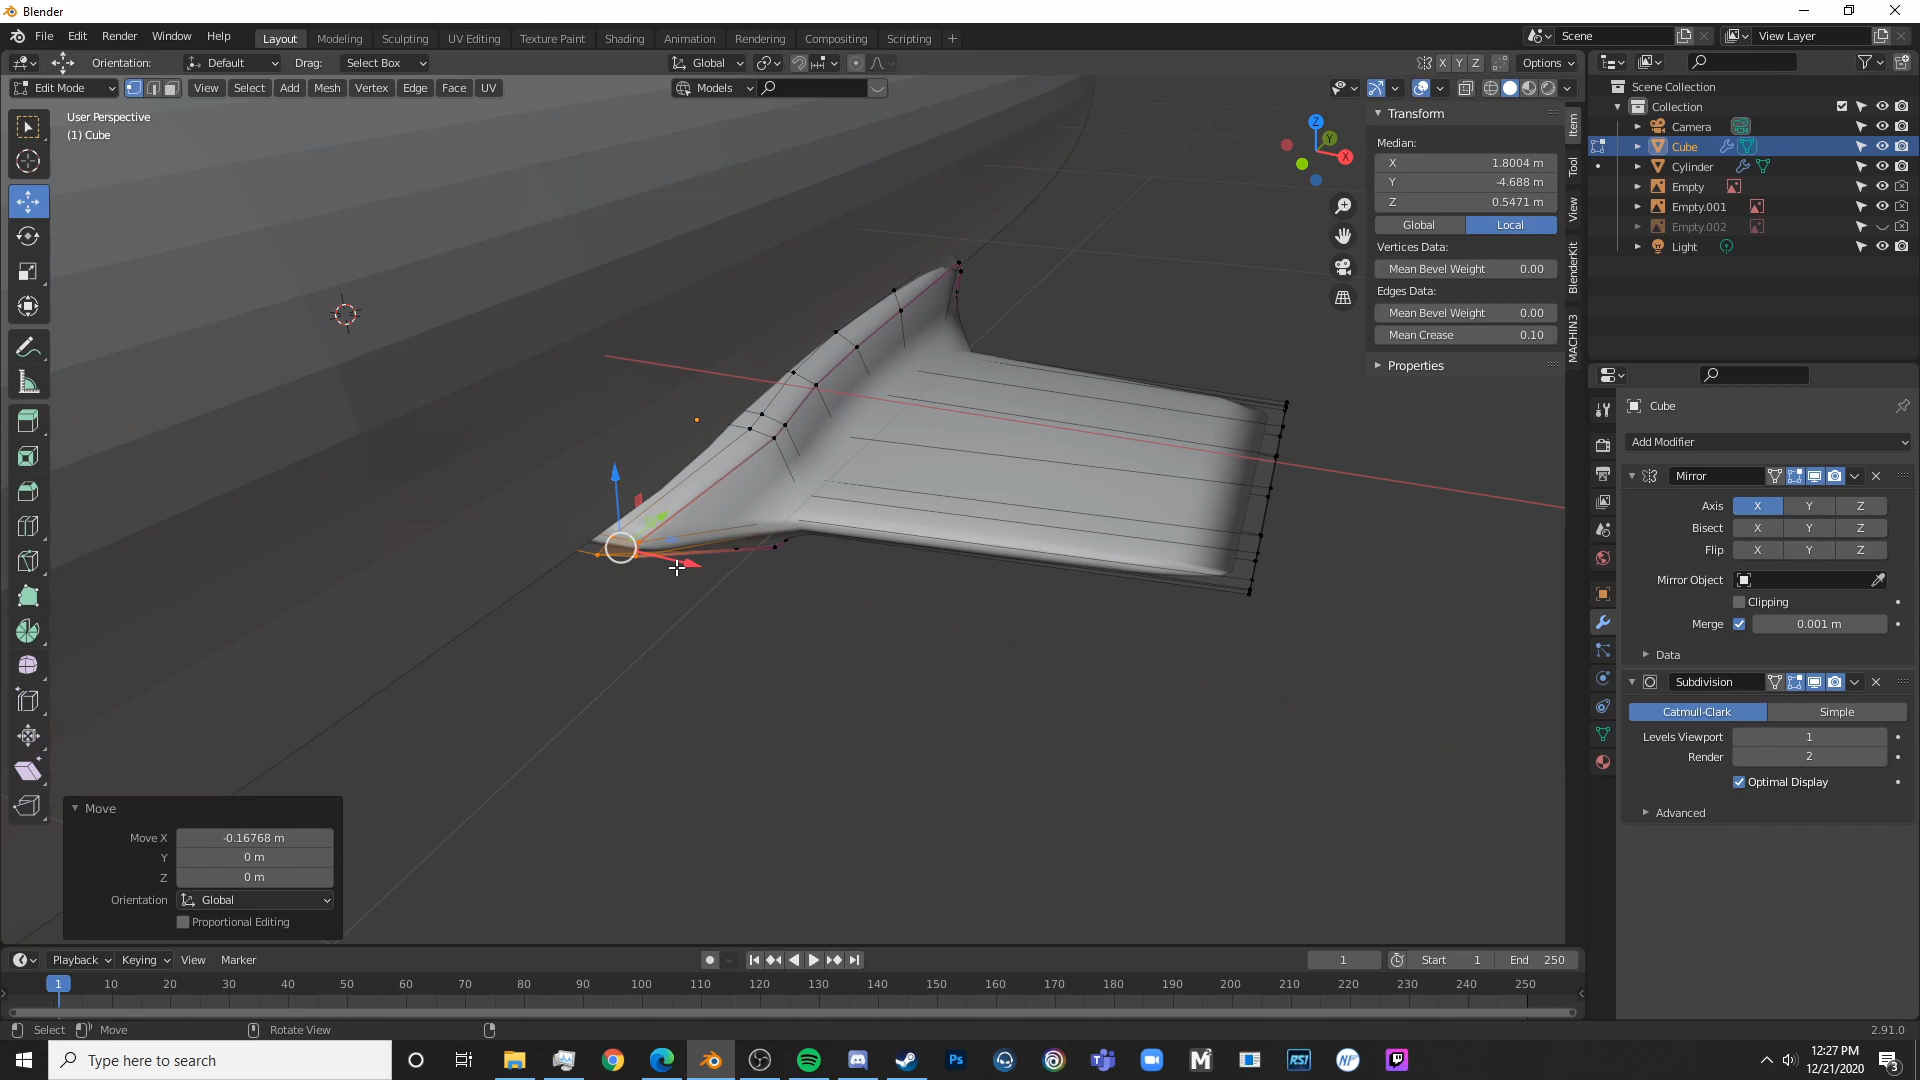 Blender
File Edit Render Window Help
Layout Modeling Sculpting UV Editing Texture Paint Shading Animation Rendering Compositing Scripting +
Scene
View Layer
Orientation: Default Drag: Select Box
Global
X Y Z Options
Edit Mode View Select Add Mesh Vertex Edge Face UV
Models
User Perspective
(1) Cube
Z
Y
X
Transform
Median:
X 1.8004 m
Y -4.688 m
Z 0.5471 m
Global Local
Vertices Data:
Mean Bevel Weight 0.00
Edges Data:
Mean Bevel Weight 0.00
Mean Crease 0.10
Properties
Item
Tool
View
BlenderKit
MACHIN3
Scene Collection
Collection
Camera
Cube
Cylinder
Empty
Empty.001
Empty.002
Light
Cube
Add Modifier
Mirror
Axis X Y Z
Bisect X Y Z
Flip X Y Z
Mirror Object
Clipping
Merge 0.001 m
Data
Subdivision
Catmull-Clark Simple
Levels Viewport 1
Render 2
Optimal Display
Advanced
Move
Move X -0.16768 m
Y 0 m
Z 0 m
Orientation Global
Proportional Editing
Playback Keying View Marker
1 Start 1 End 250
1 10 20 30 40 50 60 70 80 90 100 110 120 130 140 150 160 170 180 190 200 210 220 230 240 250
Select Move Rotate View
2.91.0
Type here to search
Ps
RSI
NP
12:27 PM
12/21/2020
3